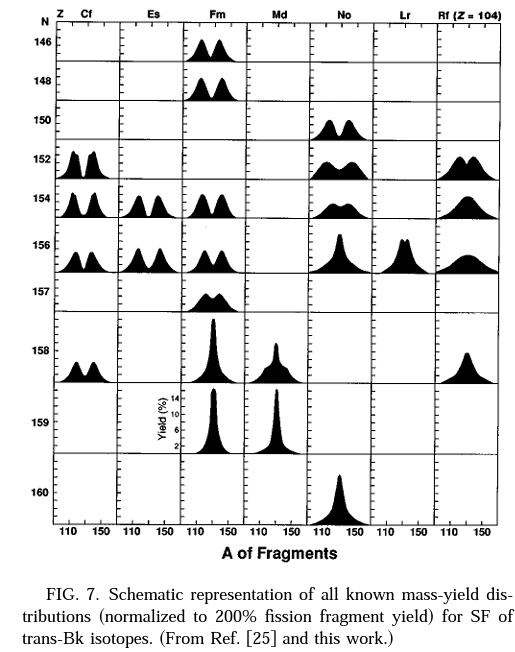 N Z Cf Es Fm Md No Lr Rf (Z = 104)
146
148
150
152
154
156
157
158
159
Yield (%) 14 10 6 2
160
110 150 110 150 110 150 110 150 110 150 110 150 110 150
A of Fragments
FIG. 7. Schematic representation of all known mass-yield dis-
tributions (normalized to 200% fission fragment yield) for SF of
trans-Bk isotopes. (From Ref. [25] and this work.)